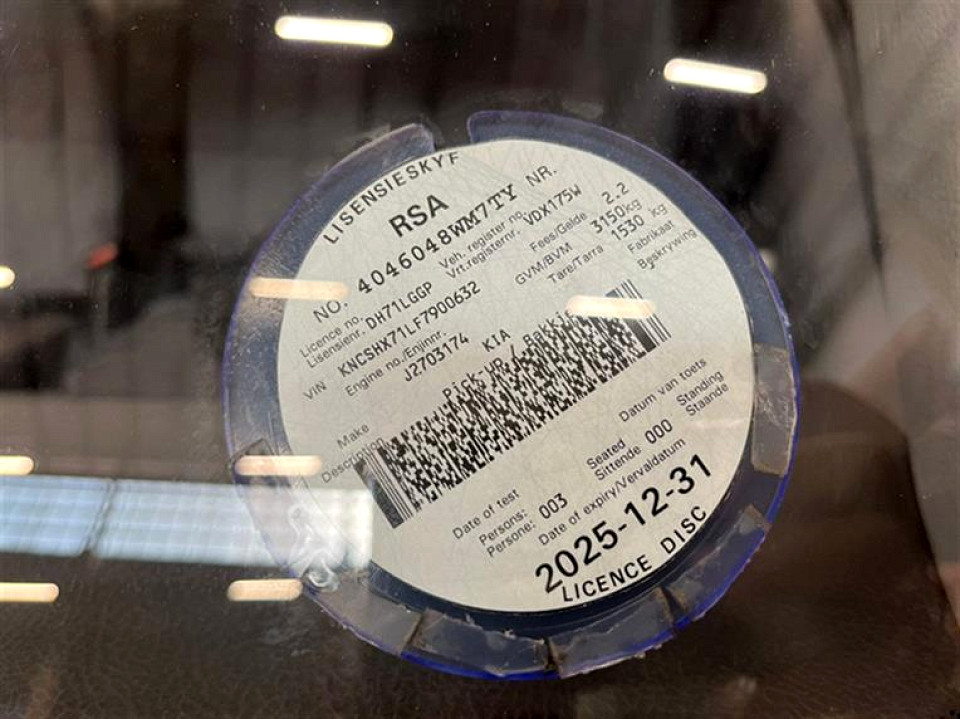 LISENSIESKYF
RSA
NO. 4046048WM7TY NR.
Licence no. Veh. register no.
Lisensienr. DH71LGGP Vrt.registernr. VDX175W
VIN KNCSHX71LF7900632 Fees/Gelde 2.2
Engine no./Enjinnr. GVM/BVM 3150kg
J2703174 Tare/Tarra 1530 kg
Make KIA Fabrikaat
Description Pick-up / Bakkie Beskrywing
Date of test Datum van toets
Persons: Seated Standing
Persone: 003 Sittende 000 Staande
Date of expiry/Vervaldatum
2025-12-31
LICENCE DISC